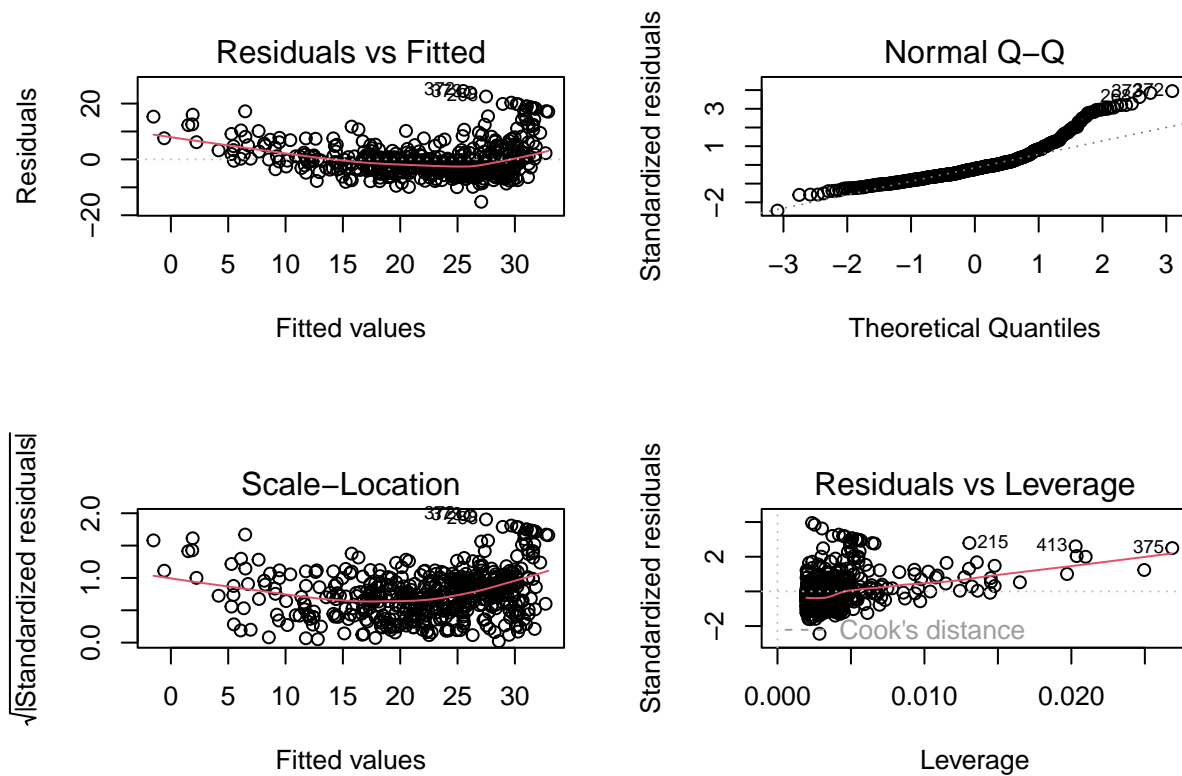 Residuals vs Fitted
Residuals
20
0
−20
0 5 10 15 20 25 30
Fitted values
Normal Q−Q
Standardized residuals
3
1
−2
372
−3 −2 −1 0 1 2 3
Theoretical Quantiles
Scale−Location
√|Standardized residuals|
2.0
1.0
0.0
0 5 10 15 20 25 30
Fitted values
Residuals vs Leverage
Standardized residuals
2
−2
215
413
375
Cook's distance
0.000 0.010 0.020
Leverage